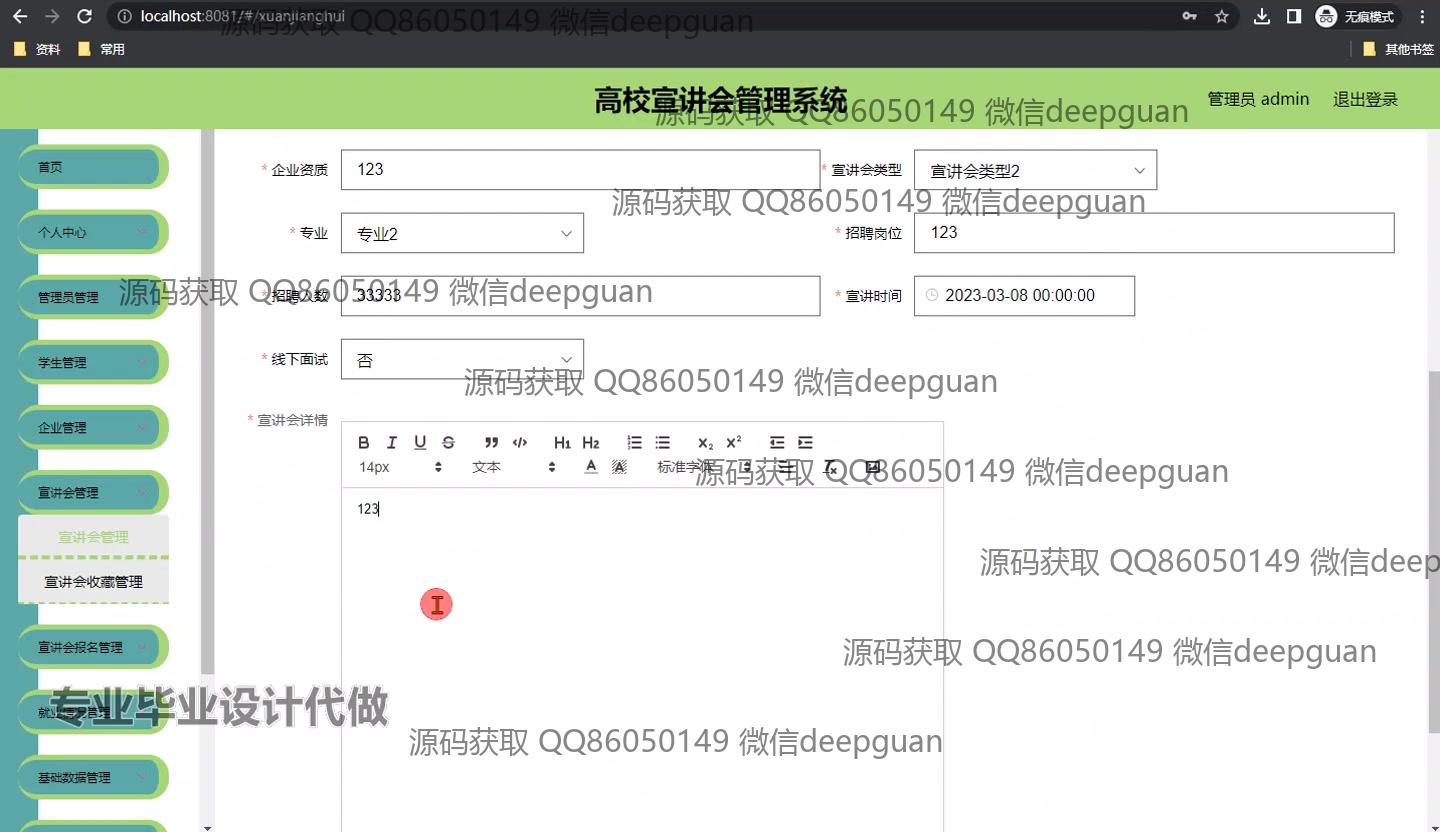 localhost:8081/#/xuanjianghui
无痕模式
资料
常用
其他书签
源码获取 QQ86050149 微信deepguan
高校宣讲会管理系统
管理员 admin
退出登录
源码获取 QQ86050149 微信deepguan
首页
* 企业资质
123
* 宣讲会类型
宣讲会类型2
源码获取 QQ86050149 微信deepguan
个人中心
* 专业
专业2
* 招聘岗位
123
管理员管理
源码获取 QQ86050149 微信deepguan
* 招聘人数
33333
* 宣讲时间
2023-03-08 00:00:00
学生管理
* 线下面试
否
源码获取 QQ86050149 微信deepguan
企业管理
* 宣讲会详情
B I U S ” </> H1 H2 X2 X2
14px
文本
A
A
标准字体
Tx
源码获取 QQ86050149 微信deepguan
宣讲会管理
123
宣讲会管理
源码获取 QQ86050149 微信deep
宣讲会收藏管理
宣讲会报名管理
源码获取 QQ86050149 微信deepguan
就业情况管理
专业毕业设计代做
源码获取 QQ86050149 微信deepguan
基础数据管理